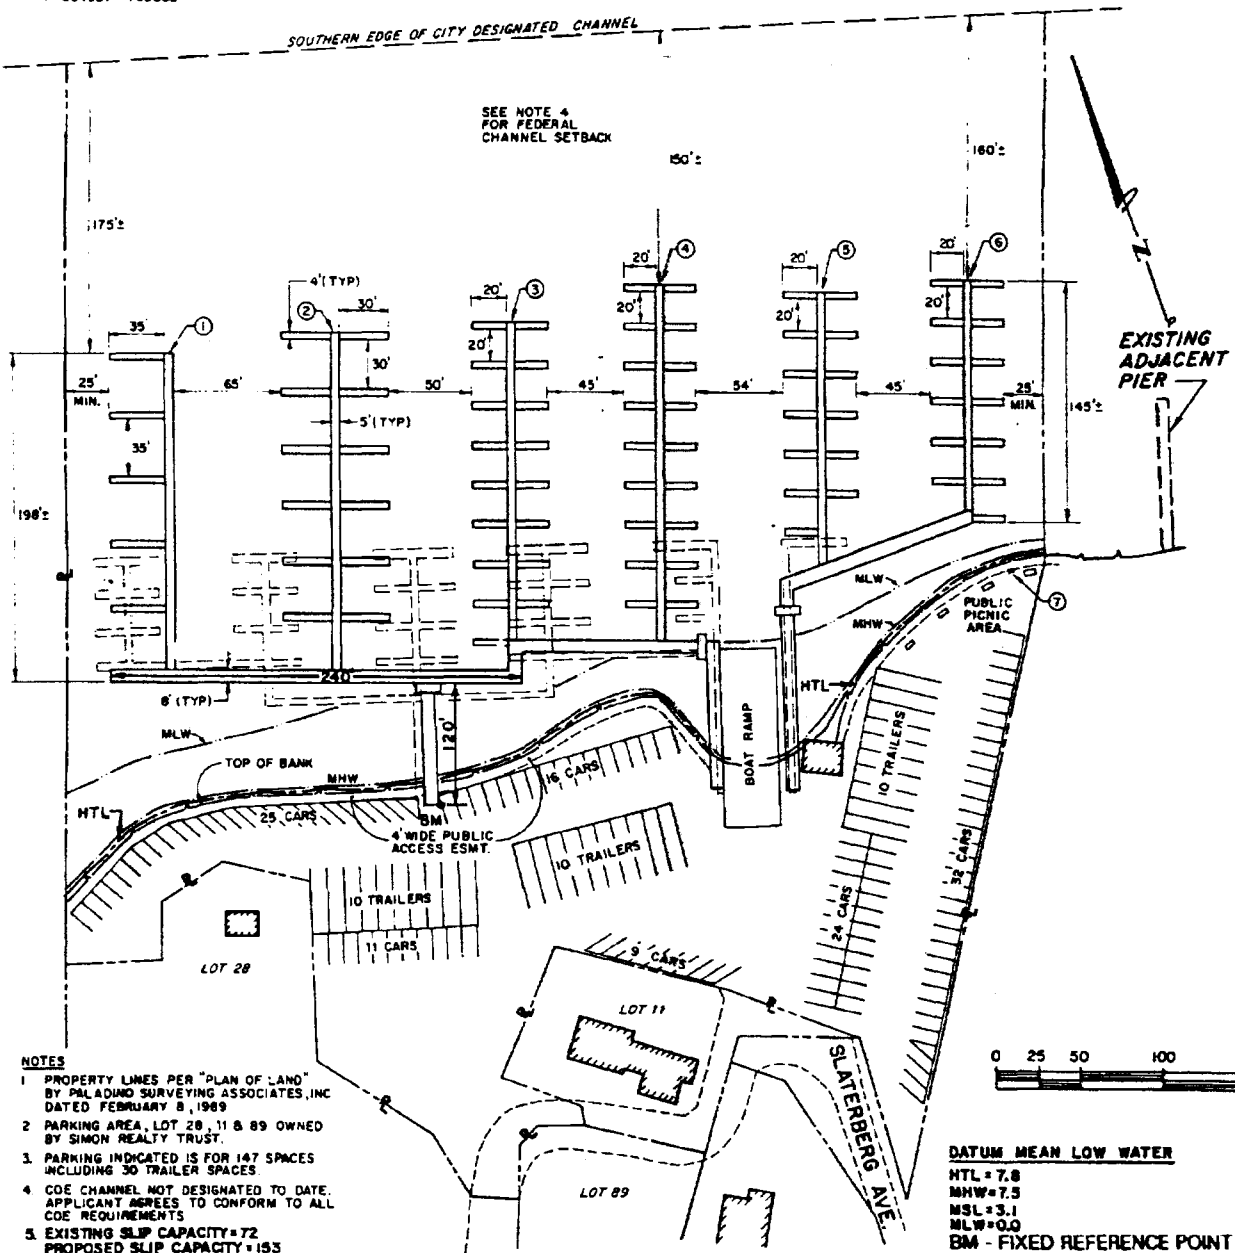 SOUTHERN EDGE OF CITY DESIGNATED CHANNEL
SEE NOTE 4
FOR FEDERAL
CHANNEL SETBACK
150'±
160'±
175'±
N
EXISTING
ADJACENT
PIER
4'(TYP)
35'
1
2
30'
20'
3
20'
4
20'
5
20'
6
20'
20'
20'
20'
30'
25'
MIN.
65'
50'
45'
54'
45'
25'
MIN.
145'±
5'(TYP)
35'
198'±
MLW
MHW
PUBLIC
PICNIC
AREA
7
HTL
240
8'(TYP)
120'
MLW
TOP OF BANK
MHW
HTL
25 CARS
BM
4' WIDE PUBLIC
ACCESS ESMT.
16 CARS
BOAT RAMP
10 TRAILERS
10 TRAILERS
10 TRAILERS
11 CARS
24 CARS
32 CARS
9 CARS
LOT 28
LOT 11
LOT 89
SLATERBERG AVE.
0 25 50 100
NOTES
1 PROPERTY LINES PER "PLAN OF LAND"
BY PALADINO SURVEYING ASSOCIATES, INC
DATED FEBRUARY 8, 1989
2 PARKING AREA, LOT 28, 11 & 89 OWNED
BY SIMON REALTY TRUST.
3. PARKING INDICATED IS FOR 147 SPACES
INCLUDING 30 TRAILER SPACES.
4 COE CHANNEL NOT DESIGNATED TO DATE.
APPLICANT AGREES TO CONFORM TO ALL
COE REQUIREMENTS
5. EXISTING SLIP CAPACITY=72
PROPOSED SLIP CAPACITY=153
DATUM MEAN LOW WATER
HTL=7.8
MHW=7.5
MSL=3.1
MLW=0.0
BM - FIXED REFERENCE POINT